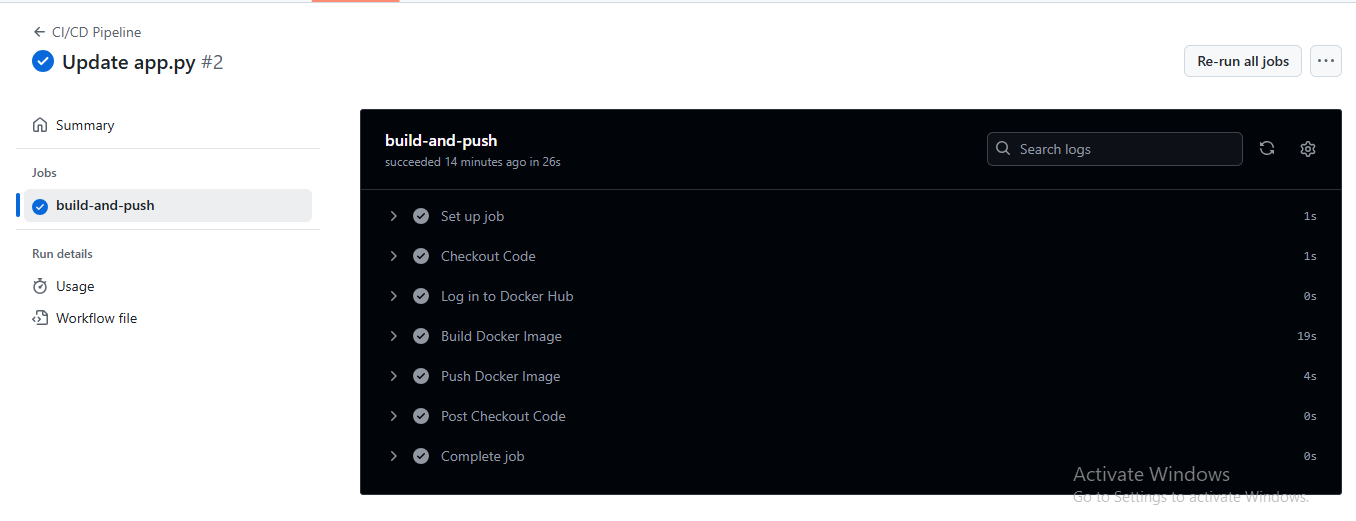 CI/CD Pipeline
Update app.py #2
Re-run all jobs
Summary
Jobs
build-and-push
Run details
Usage
Workflow file
build-and-push
succeeded 14 minutes ago in 26s
Search logs
Set up job 1s
Checkout Code 1s
Log in to Docker Hub 0s
Build Docker Image 19s
Push Docker Image 4s
Post Checkout Code 0s
Complete job 0s
Activate Windows
Go to Settings to activate Windows.